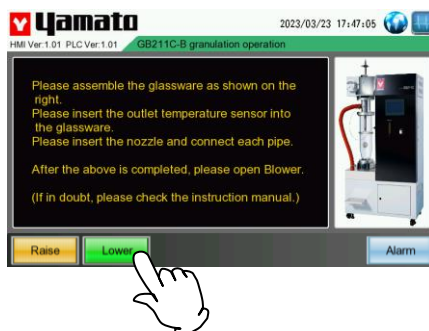 Yamato
2023/03/23 17:47:05
HMI Ver:1.01 PLC Ver:1.01 GB211C-B granulation operation
Please assemble the glassware as shown on the
right.
Please insert the outlet temperature sensor into
the glassware.
Please insert the nozzle and connect each pipe.
After the above is completed, please open Blower.
(If in doubt, please check the instruction manual.)
Raise
Lower
Alarm